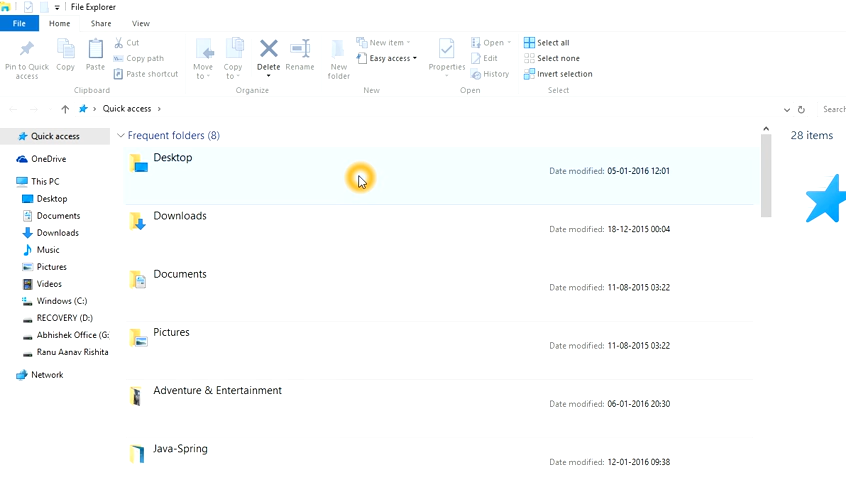 File Explorer
File Home Share View
Pin to Quick access
Copy
Paste
Cut
Copy path
Paste shortcut
Clipboard
Move to
Copy to
Delete
Rename
Organize
New folder
New item
Easy access
New
Properties
Open
Edit
History
Open
Select all
Select none
Invert selection
Select
Quick access
Search
Quick access
OneDrive
This PC
Desktop
Documents
Downloads
Music
Pictures
Videos
Windows (C:)
RECOVERY (D:)
Abhishek Office (G:
Ranu Aanav Rishita
Network
Frequent folders (8)
Desktop
Date modified: 05-01-2016 12:01
Downloads
Date modified: 18-12-2015 00:04
Documents
Date modified: 11-08-2015 03:22
Pictures
Date modified: 11-08-2015 03:22
Adventure & Entertainment
Date modified: 06-01-2016 20:30
Java-Spring
Date modified: 12-01-2016 09:38
28 items